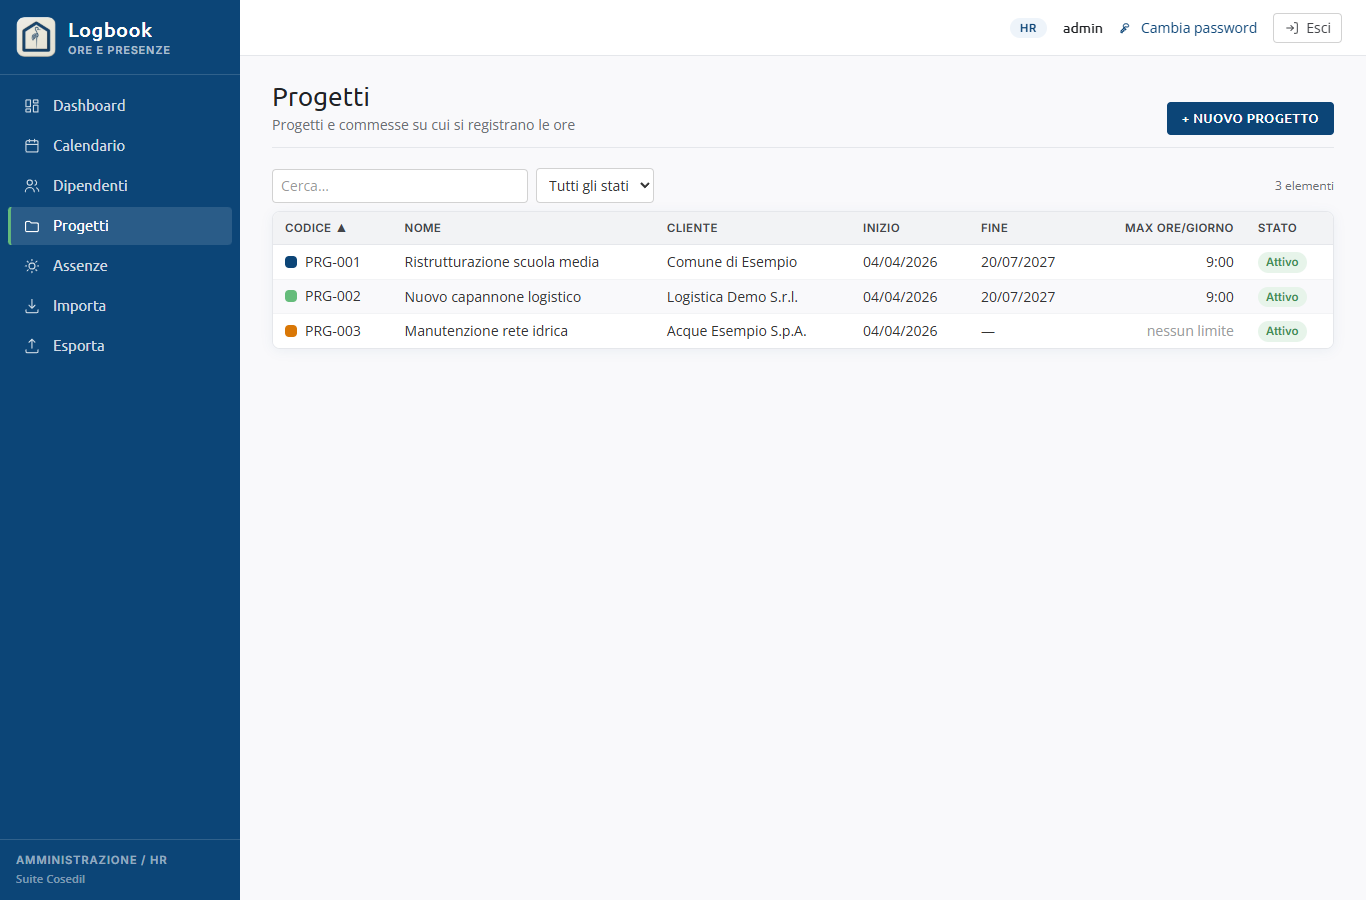 Logbook
ORE E PRESENZE
HR admin Cambia password Esci
Dashboard
Calendario
Dipendenti
Progetti
Assenze
Importa
Esporta
AMMINISTRAZIONE / HR
Suite Cosedil
Progetti
Progetti e commesse su cui si registrano le ore
+ NUOVO PROGETTO
Cerca... Tutti gli stati 3 elementi
CODICE ▲ NOME CLIENTE INIZIO FINE MAX ORE/GIORNO STATO
PRG-001 Ristrutturazione scuola media Comune di Esempio 04/04/2026 20/07/2027 9:00 Attivo
PRG-002 Nuovo capannone logistico Logistica Demo S.r.l. 04/04/2026 20/07/2027 9:00 Attivo
PRG-003 Manutenzione rete idrica Acque Esempio S.p.A. 04/04/2026 — nessun limite Attivo